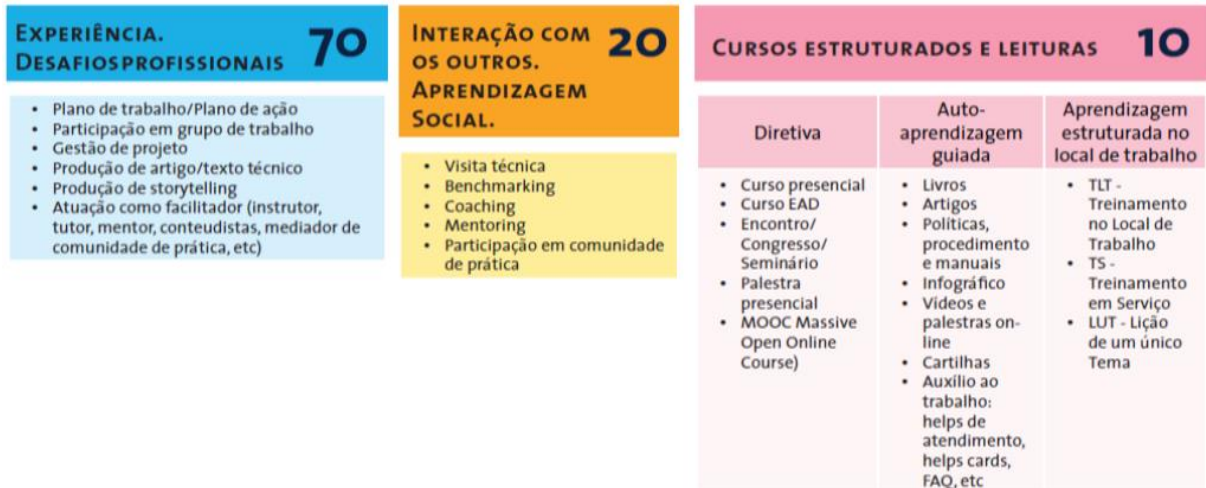 EXPERIÊNCIA.
DESAFIOS PROFISSIONAIS
70
• Plano de trabalho/Plano de ação
• Participação em grupo de trabalho
• Gestão de projeto
• Produção de artigo/texto técnico
• Produção de storytelling
• Atuação como facilitador (instrutor,
tutor, mentor, conteudistas, mediador de
comunidade de prática, etc)
INTERAÇÃO COM
OS OUTROS.
APRENDIZAGEM
SOCIAL.
20
• Visita técnica
• Benchmarking
• Coaching
• Mentoring
• Participação em comunidade
de prática
CURSOS ESTRUTURADOS E LEITURAS
10
Diretiva
• Curso presencial
• Curso EAD
• Encontro/
Congresso/
Seminário
• Palestra
presencial
• MOOC Massive
Open Online
Course)
Auto-
aprendizagem
guiada
• Livros
• Artigos
• Políticas,
procedimento
e manuais
• Infográfico
• Vídeos e
palestras on-
line
• Cartilhas
• Auxílio ao
trabalho:
helps de
atendimento,
helps cards,
FAQ, etc
Aprendizagem
estruturada no
local de trabalho
• TLT -
Treinamento
no Local de
Trabalho
• TS -
Treinamento
em Serviço
• LUT - Lição
de um único
Tema